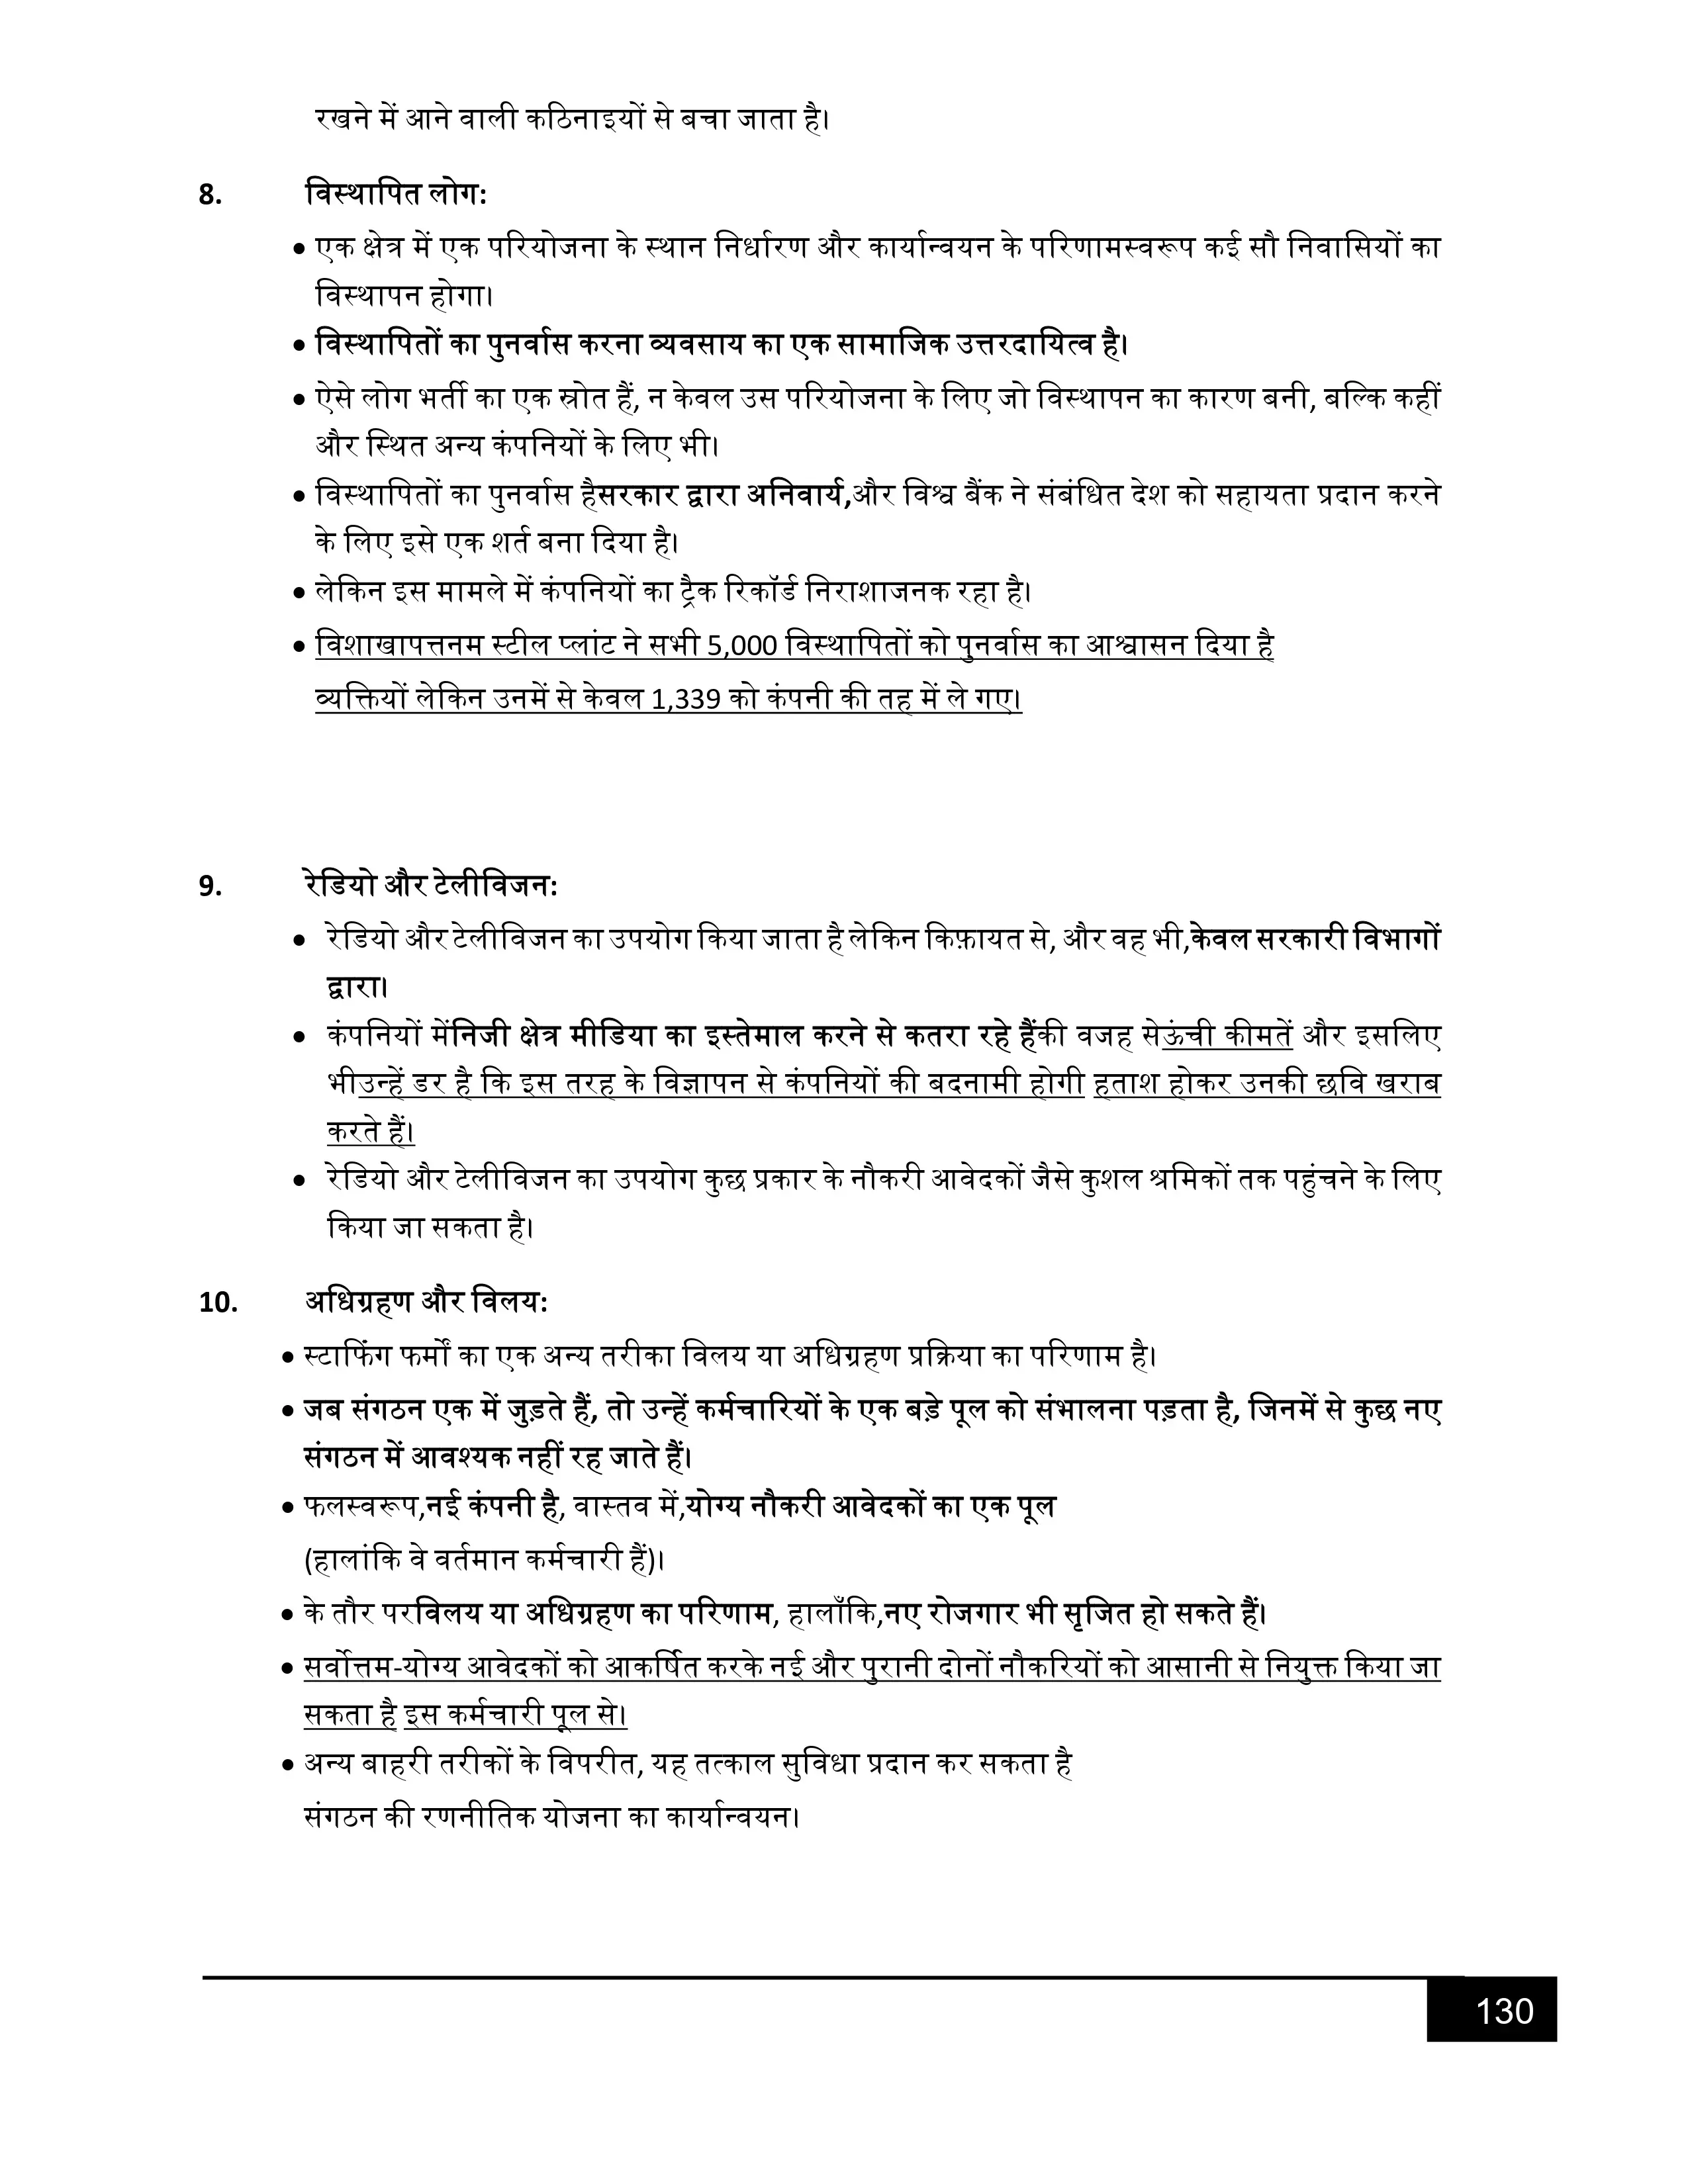 रखने में आने वाली कठिनाइयों से बचा जाता है।
8. विस्थापित लोग:
• एक क्षेत्र में एक परियोजना के स्थान निर्धारण और कार्यान्वयन के परिणामस्वरूप कई सौ निवासियों का
विस्थापन होगा।
• विस्थापितों का पुनर्वास करना व्यवसाय का एक सामाजिक उत्तरदायित्व है।
• ऐसे लोग भर्ती का एक स्रोत हैं, न केवल उस परियोजना के लिए जो विस्थापन का कारण बनी, बल्कि कहीं
और स्थित अन्य कंपनियों के लिए भी।
• विस्थापितों का पुनर्वास हैसरकार द्वारा अनिवार्य,और विश्व बैंक ने संबंधित देश को सहायता प्रदान करने
के लिए इसे एक शर्त बना दिया है।
• लेकिन इस मामले में कंपनियों का ट्रैक रिकॉर्ड निराशाजनक रहा है।
• विशाखापत्तनम स्टील प्लांट ने सभी 5,000 विस्थापितों को पुनर्वास का आश्वासन दिया है
व्यक्तियों लेकिन उनमें से केवल 1,339 को कंपनी की तह में ले गए।
9. रेडियो और टेलीविजन:
• रेडियो और टेलीविजन का उपयोग किया जाता है लेकिन किफ़ायत से, और वह भी,केवल सरकारी विभागों
द्वारा।
• कंपनियों मेंनिजी क्षेत्र मीडिया का इस्तेमाल करने से कतरा रहे हैंकी वजह सेऊंची कीमतें और इसलिए
भीउन्हें डर है कि इस तरह के विज्ञापन से कंपनियों की बदनामी होगी हताश होकर उनकी छवि खराब
करते हैं।
• रेडियो और टेलीविजन का उपयोग कुछ प्रकार के नौकरी आवेदकों जैसे कुशल श्रमिकों तक पहुंचने के लिए
किया जा सकता है।
10. अधिग्रहण और विलय:
• स्टाफिंग फर्मों का एक अन्य तरीका विलय या अधिग्रहण प्रक्रिया का परिणाम है।
• जब संगठन एक में जुड़ते हैं, तो उन्हें कर्मचारियों के एक बड़े पूल को संभालना पड़ता है, जिनमें से कुछ नए
संगठन में आवश्यक नहीं रह जाते हैं।
• फलस्वरूप,नई कंपनी है, वास्तव में,योग्य नौकरी आवेदकों का एक पूल
(हालांकि वे वर्तमान कर्मचारी हैं)।
• के तौर परविलय या अधिग्रहण का परिणाम, हालाँकि,नए रोजगार भी सृजित हो सकते हैं।
• सर्वोत्तम-योग्य आवेदकों को आकर्षित करके नई और पुरानी दोनों नौकरियों को आसानी से नियुक्त किया जा
सकता है इस कर्मचारी पूल से।
• अन्य बाहरी तरीकों के विपरीत, यह तत्काल सुविधा प्रदान कर सकता है
संगठन की रणनीतिक योजना का कार्यान्वयन।
130